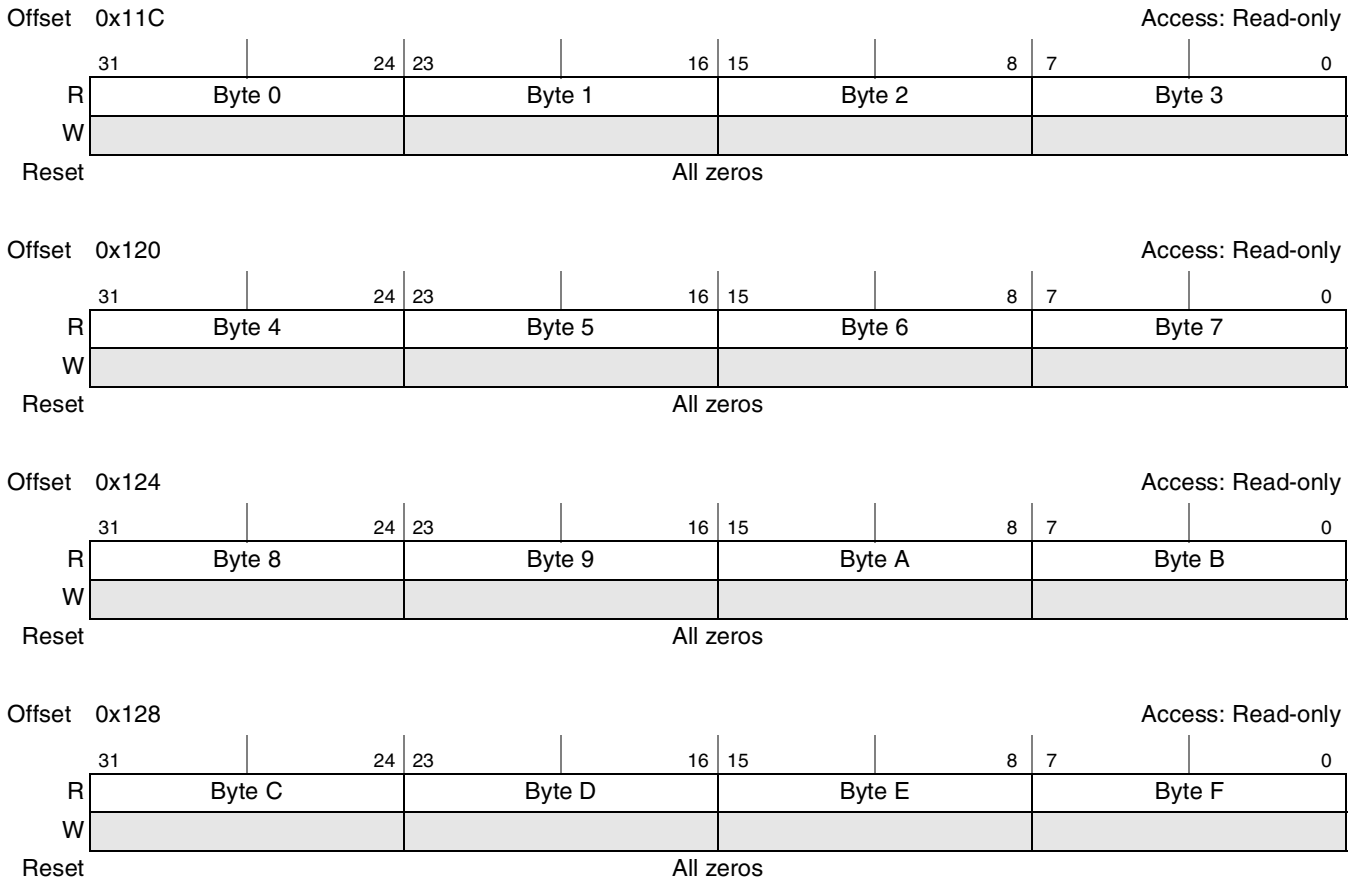 Offset 0x11C Access: Read-only
31 24 23 16 15 8 7 0
R Byte 0 Byte 1 Byte 2 Byte 3
W
Reset All zeros
Offset 0x120 Access: Read-only
31 24 23 16 15 8 7 0
R Byte 4 Byte 5 Byte 6 Byte 7
W
Reset All zeros
Offset 0x124 Access: Read-only
31 24 23 16 15 8 7 0
R Byte 8 Byte 9 Byte A Byte B
W
Reset All zeros
Offset 0x128 Access: Read-only
31 24 23 16 15 8 7 0
R Byte C Byte D Byte E Byte F
W
Reset All zeros